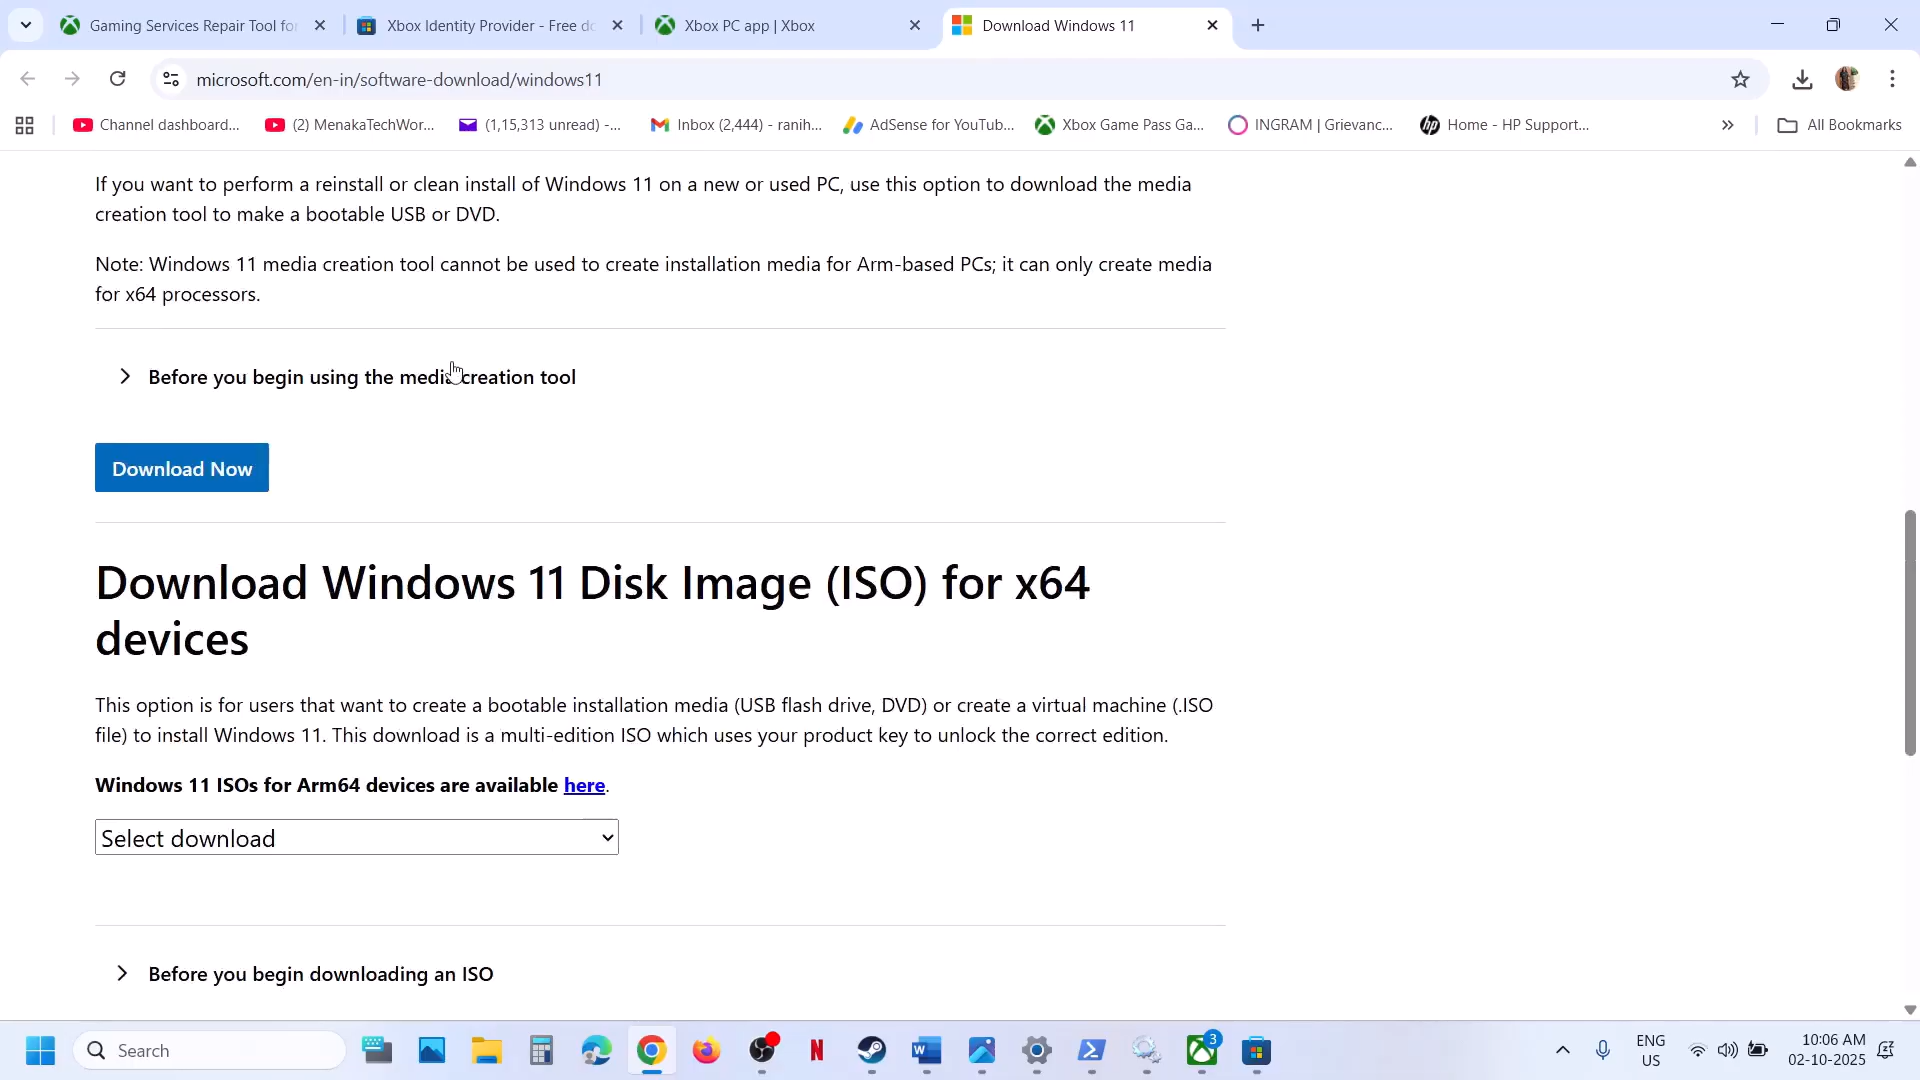 Gaming Services Repair Tool for
Xbox Identity Provider - Free do
Xbox PC app | Xbox
Download Windows 11
microsoft.com/en-in/software-download/windows11
Channel dashboard...
(2) MenakaTechWor...
(1,15,313 unread) -...
Inbox (2,444) - ranih...
AdSense for YouTub...
Xbox Game Pass Ga...
INGRAM | Grievanc...
Home - HP Support...
All Bookmarks
If you want to perform a reinstall or clean install of Windows 11 on a new or used PC, use this option to download the media
creation tool to make a bootable USB or DVD.
Note: Windows 11 media creation tool cannot be used to create installation media for Arm-based PCs; it can only create media
for x64 processors.
Before you begin using the media creation tool
Download Now
Download Windows 11 Disk Image (ISO) for x64
devices
This option is for users that want to create a bootable installation media (USB flash drive, DVD) or create a virtual machine (.ISO
file) to install Windows 11. This download is a multi-edition ISO which uses your product key to unlock the correct edition.
Windows 11 ISOs for Arm64 devices are available here.
Select download
Before you begin downloading an ISO
Search
3
ENG
US
10:06 AM
02-10-2025